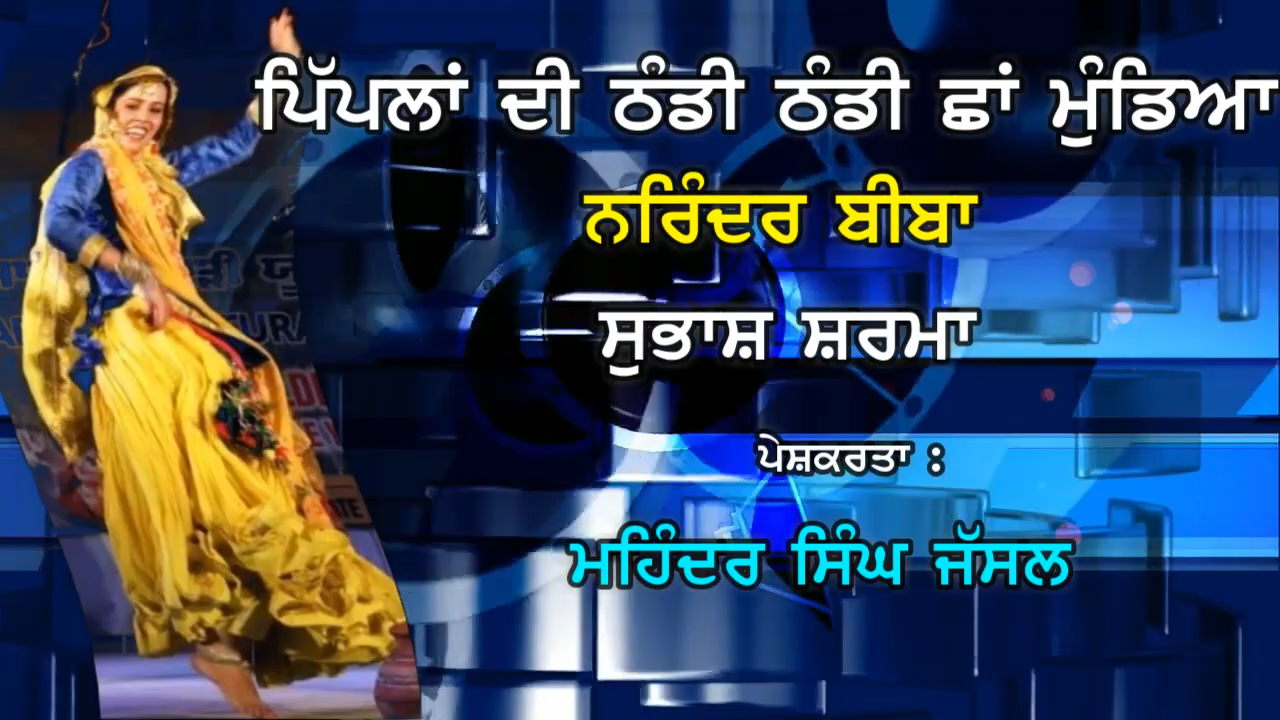 ਪਿੱਪਲਾਂ ਦੀ ਠੰਡੀ ਠੰਡੀ ਛਾਂ ਮੁੰਡਿਆ
ਨਰਿੰਦਰ ਬੀਬਾ
ਸੁਭਾਸ਼ ਸ਼ਰਮਾ
ਪੇਸ਼ਕਰਤਾ :
ਮਹਿੰਦਰ ਸਿੰਘ ਜੱਸਲ